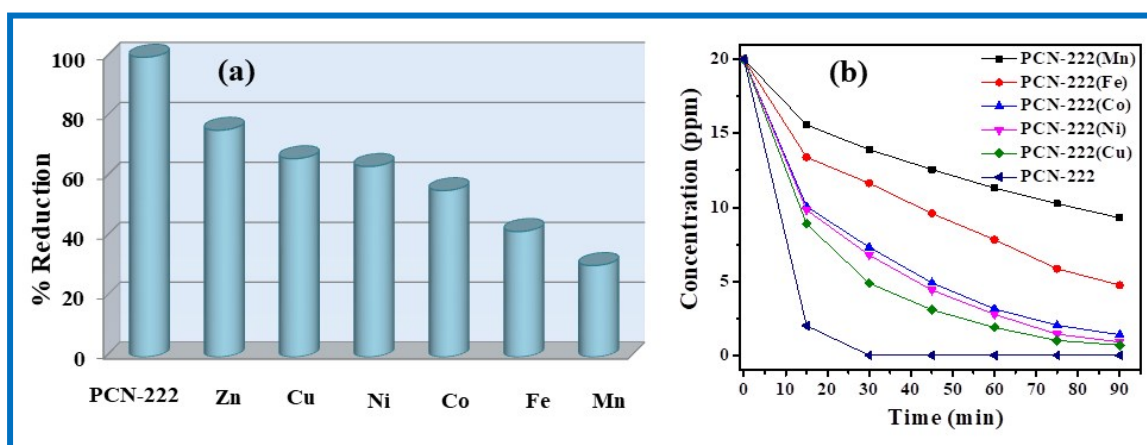 (a)
% Reduction
100
80
60
40
20
0
PCN-222 Zn Cu Ni Co Fe Mn
(b)
PCN-222(Mn)
PCN-222(Fe)
PCN-222(Co)
PCN-222(Ni)
PCN-222(Cu)
PCN-222
Concentration (ppm)
20
15
10
5
0
0 10 20 30 40 50 60 70 80 90
Time (min)